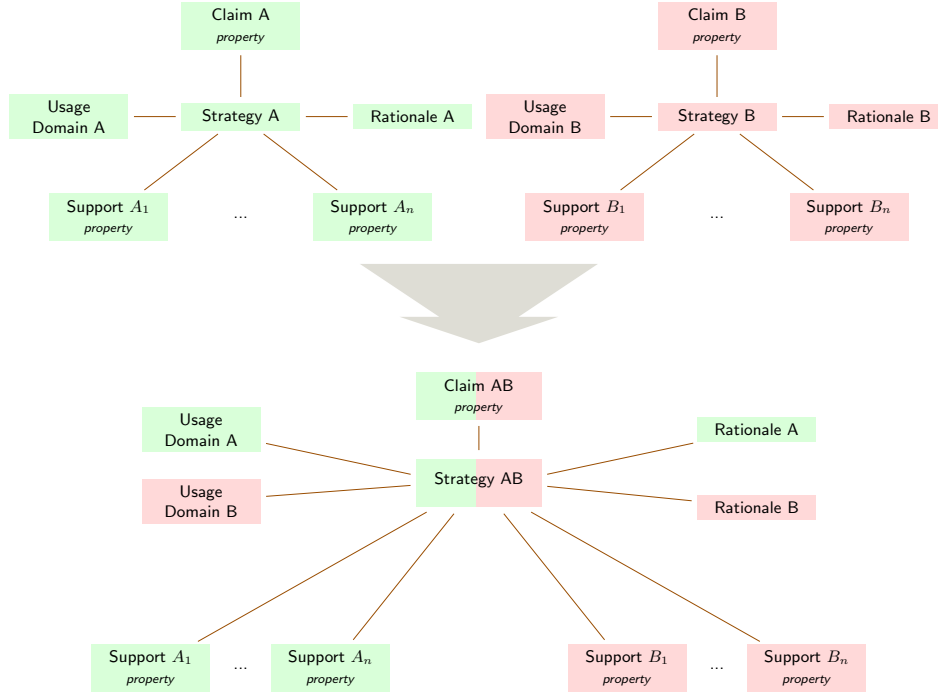 Claim A
property
Claim B
property
Usage
Domain A
Strategy A
Rationale A
Usage
Domain B
Strategy B
Rationale B
Support A₁
property
...
Support Aₙ
property
Support B₁
property
...
Support Bₙ
property
Claim AB
property
Usage
Domain A
Rationale A
Strategy AB
Usage
Domain B
Rationale B
Support A₁
property
...
Support Aₙ
property
Support B₁
property
...
Support Bₙ
property